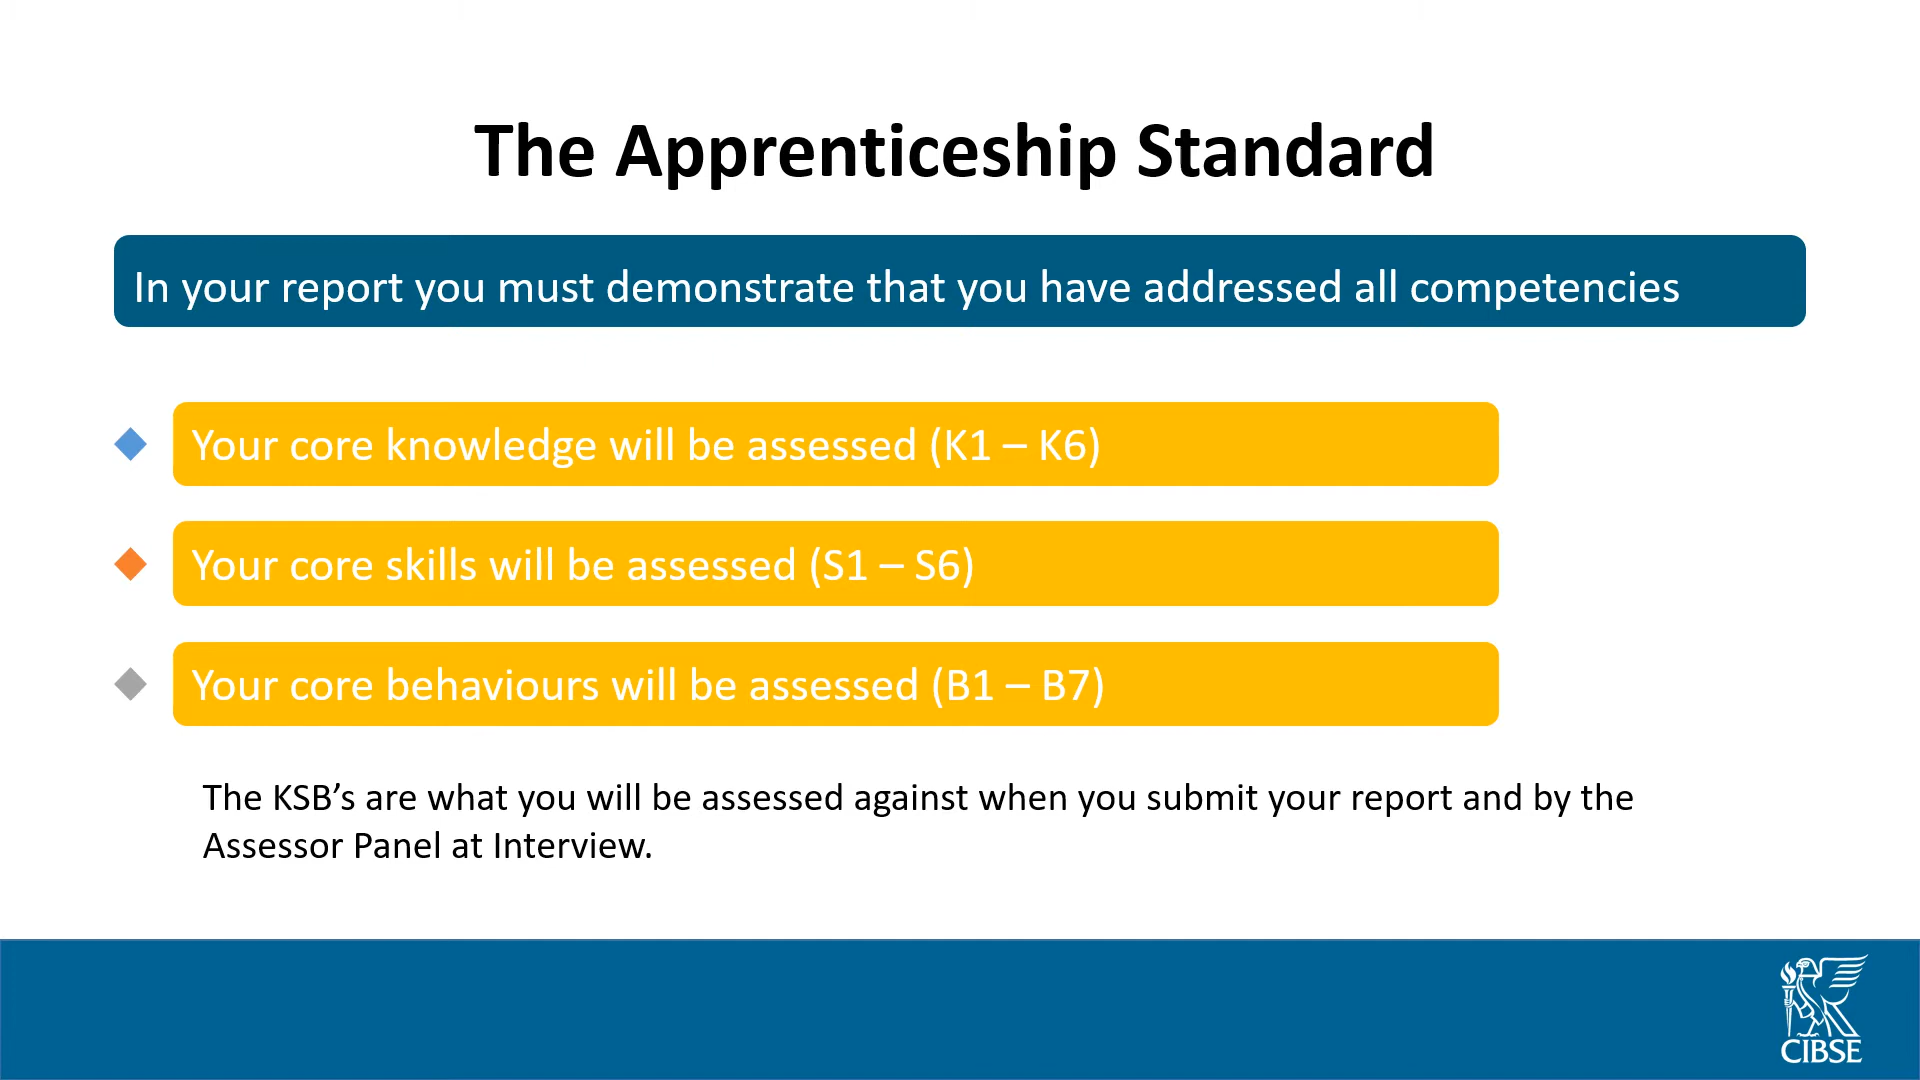 The Apprenticeship Standard
In your report you must demonstrate that you have addressed all competencies
Your core knowledge will be assessed (K1 – K6)
Your core skills will be assessed (S1 – S6)
Your core behaviours will be assessed (B1 – B7)
The KSB’s are what you will be assessed against when you submit your report and by the
Assessor Panel at Interview.
CIBSE